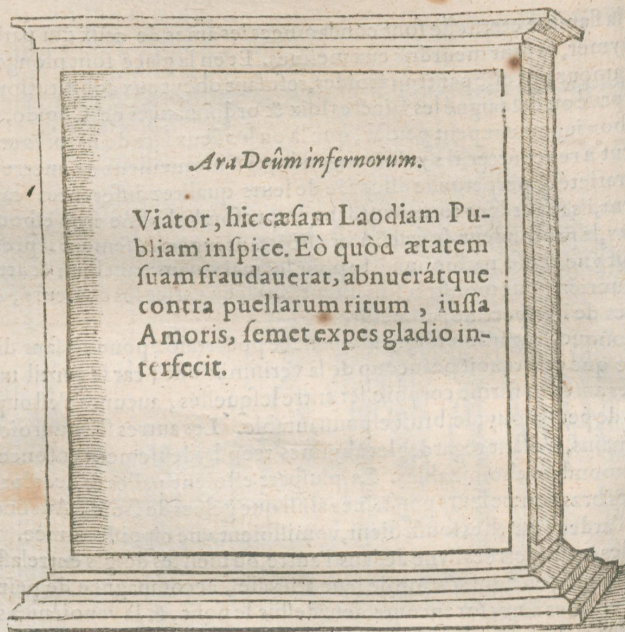 Ara Deûm infernorum.
Viator, hic cæsam Laodiam Pu-
bliam inſpice. Eò quòd ætatem
ſuam fraudauerat, abnuerátque
contra puellarum ritum , iuſſa
Amoris, ſemet expes gladio in-
terfecit.